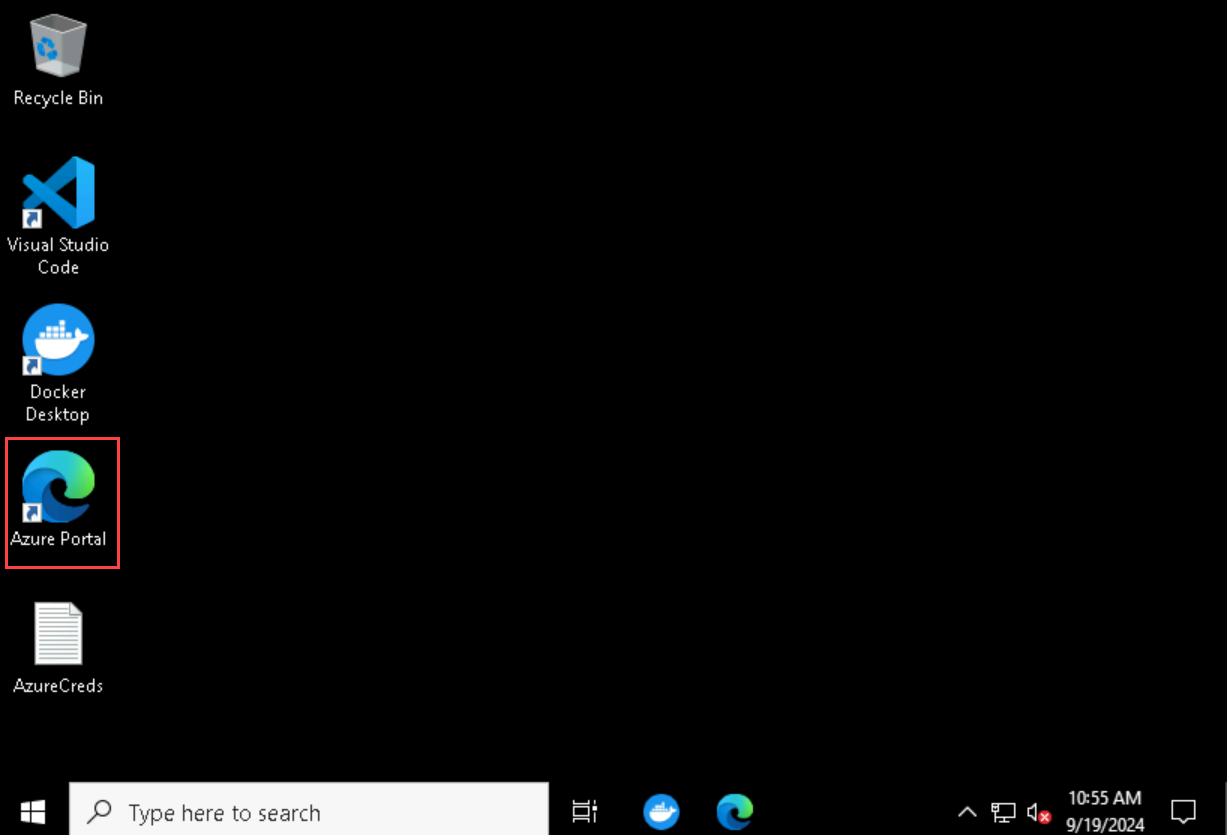 Recycle Bin
Visual Studio
Code
Docker
Desktop
Azure Portal
AzureCreds
Type here to search
10:55 AM
9/19/2024